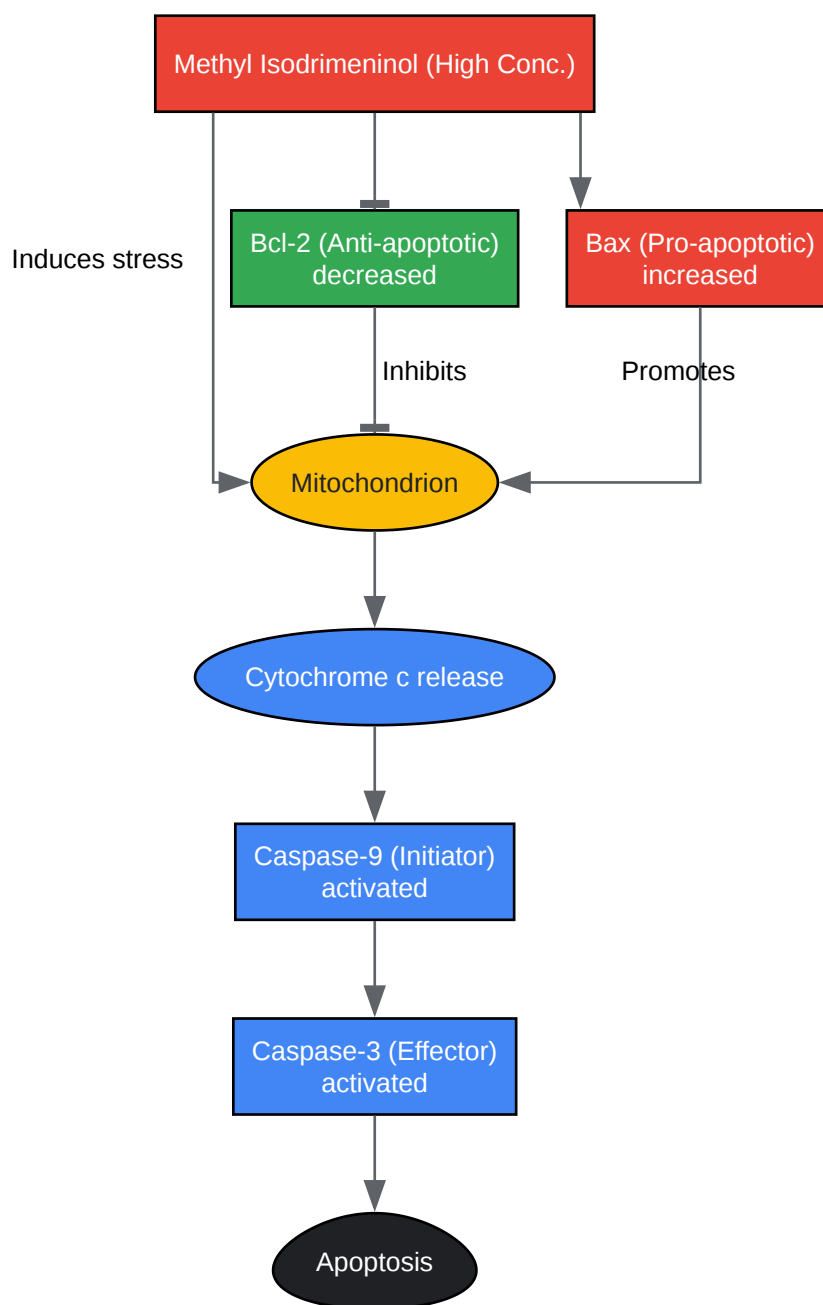 Methyl Isodrimeninol (High Conc.)
Induces stress
Bcl-2 (Anti-apoptotic)
decreased
Bax (Pro-apoptotic)
increased
Inhibits
Promotes
Mitochondrion
Cytochrome c release
Caspase-9 (Initiator)
activated
Caspase-3 (Effector)
activated
Apoptosis